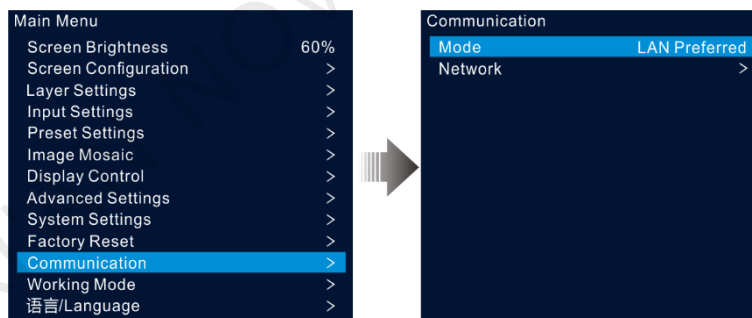 Main Menu
Screen Brightness 60%
Screen Configuration >
Layer Settings >
Input Settings >
Preset Settings >
Image Mosaic >
Display Control >
Advanced Settings >
System Settings >
Factory Reset >
Communication >
Working Mode >
语言/Language >
Communication
Mode LAN Preferred
Network >